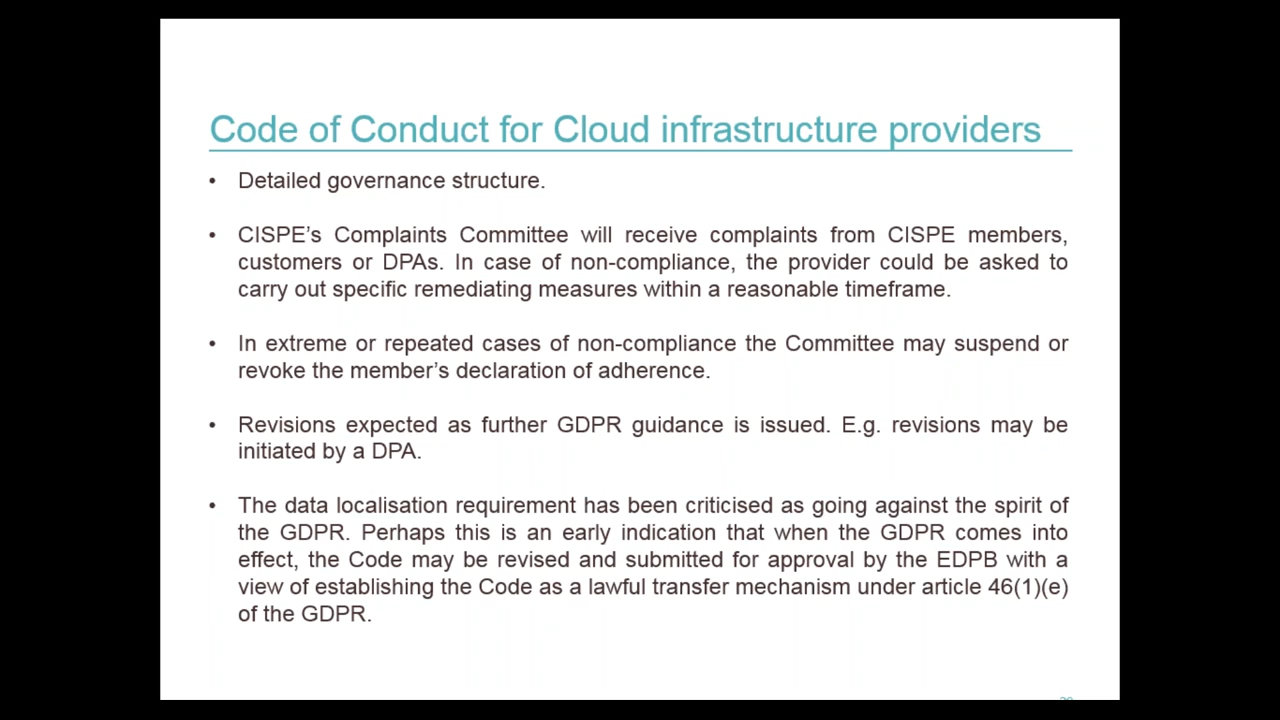 Code of Conduct for Cloud infrastructure providers
• Detailed governance structure.
• CISPE’s Complaints Committee will receive complaints from CISPE members,
customers or DPAs. In case of non-compliance, the provider could be asked to
carry out specific remediating measures within a reasonable timeframe.
• In extreme or repeated cases of non-compliance the Committee may suspend or
revoke the member’s declaration of adherence.
• Revisions expected as further GDPR guidance is issued. E.g. revisions may be
initiated by a DPA.
• The data localisation requirement has been criticised as going against the spirit of
the GDPR. Perhaps this is an early indication that when the GDPR comes into
effect, the Code may be revised and submitted for approval by the EDPB with a
view of establishing the Code as a lawful transfer mechanism under article 46(1)(e)
of the GDPR.